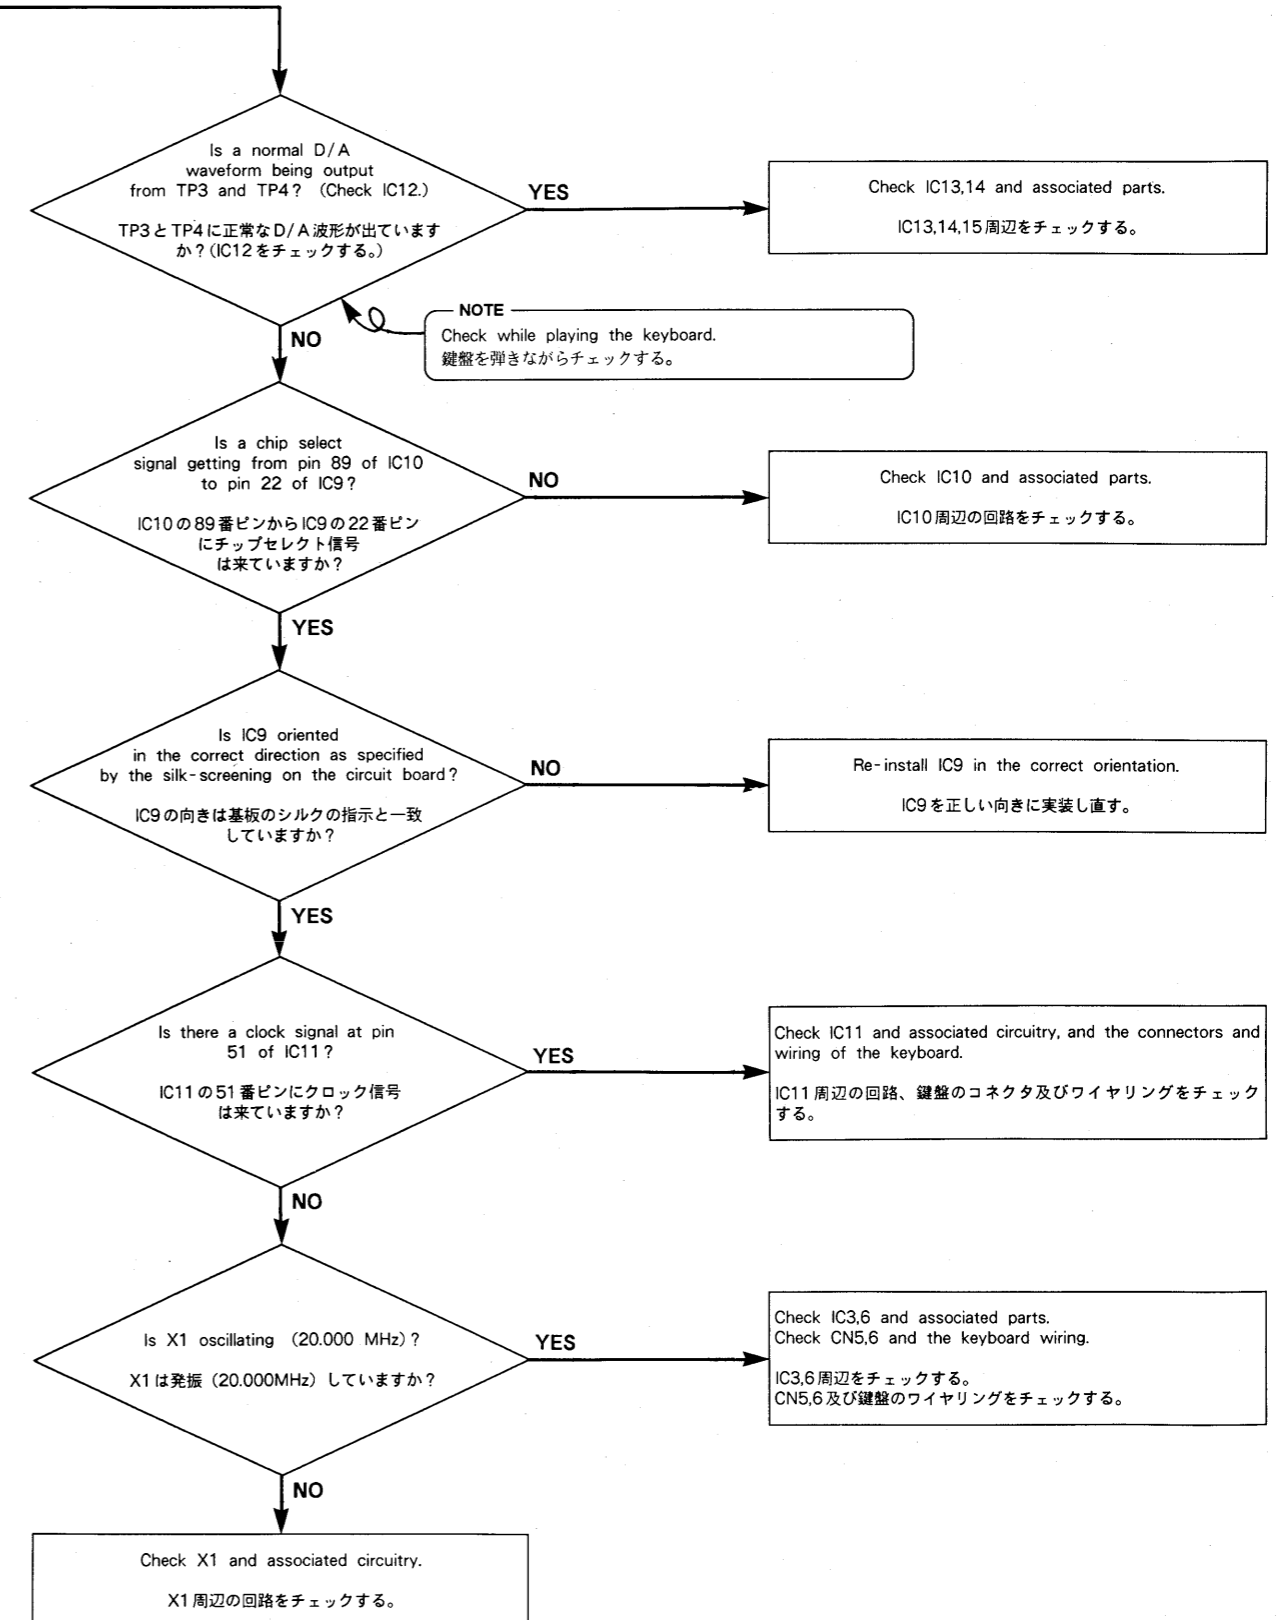 Is a normal D/A
waveform being output
from TP3 and TP4? (Check IC12.)
TP3とTP4に正常なD/A波形が出ています
か?(IC12をチェックする。)
YES
Check IC13,14 and associated parts.
IC13,14,15周辺をチェックする。
NOTE
Check while playing the keyboard.
鍵盤を弾きながらチェックする。
NO
Is a chip select
signal getting from pin 89 of IC10
to pin 22 of IC9?
IC10の89番ピンからIC9の22番ピン
にチップセレクト信号
は来ていますか?
NO
Check IC10 and associated parts.
IC10周辺の回路をチェックする。
YES
Is IC9 oriented
in the correct direction as specified
by the silk-screening on the circuit board?
IC9の向きは基板のシルクの指示と一致
していますか?
NO
Re-install IC9 in the correct orientation.
IC9を正しい向きに実装し直す。
YES
Is there a clock signal at pin
51 of IC11?
IC11の51番ピンにクロック信号
は来ていますか?
YES
Check IC11 and associated circuitry, and the connectors and
wiring of the keyboard.
IC11周辺の回路、鍵盤のコネクタ及びワイヤリングをチェック
する。
NO
Is X1 oscillating (20.000 MHz)?
X1は発振(20.000MHz)していますか?
YES
Check IC3,6 and associated parts.
Check CN5,6 and the keyboard wiring.
IC3,6周辺をチェックする。
CN5,6及び鍵盤のワイヤリングをチェックする。
NO
Check X1 and associated circuitry.
X1周辺の回路をチェックする。